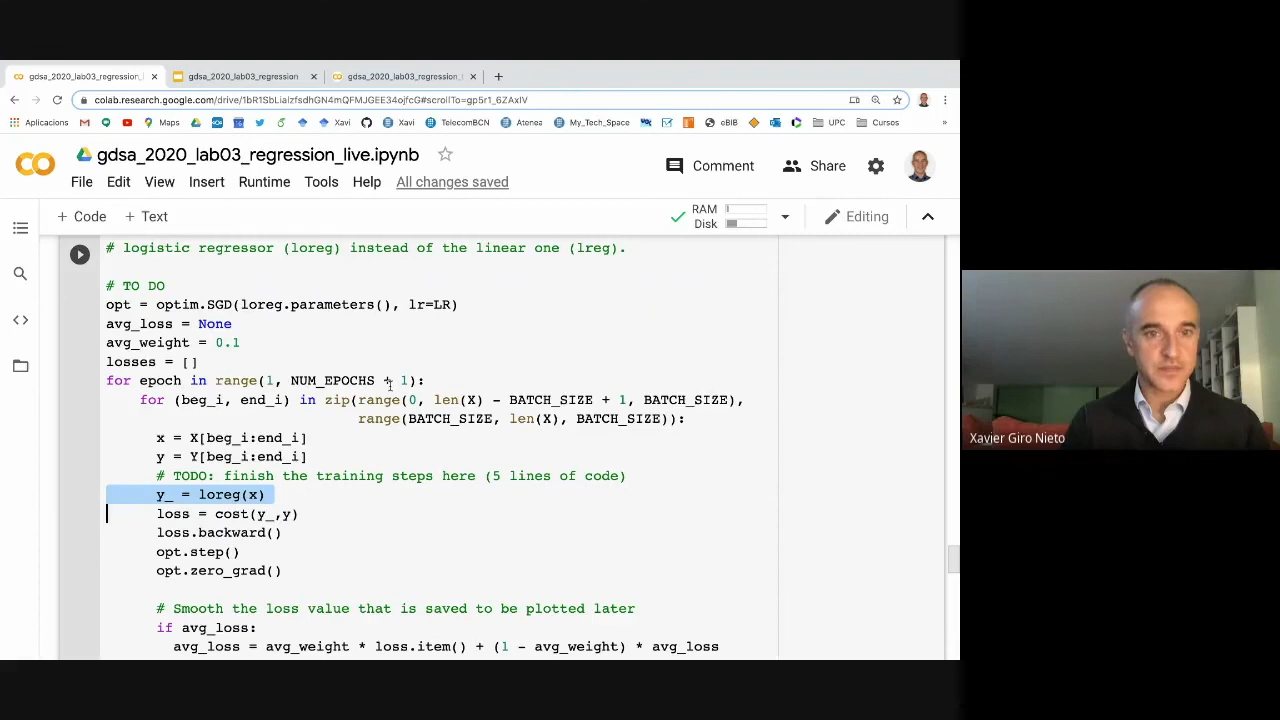 gdsa_2020_lab03_regression_l
gdsa_2020_lab03_regression
gdsa_2020_lab03_regression_
colab.research.google.com/drive/1bR1SbLialzfsdhGN4mQFMJGEE34ojfcG#scrollTo=gp5r1_6ZAxIV
Aplicacions
Maps
Xavi
Xavi
TelecomBCN
Atenea
My_Tech_Space
eBIB
UPC
Cursos
»
CO
gdsa_2020_lab03_regression_live.ipynb
Comment
Share
File Edit View Insert Runtime Tools Help All changes saved
+ Code + Text
RAM
Disk
Editing
# logistic regressor (loreg) instead of the linear one (lreg).
# TO DO
opt = optim.SGD(loreg.parameters(), lr=LR)
avg_loss = None
avg_weight = 0.1
losses = []
for epoch in range(1, NUM_EPOCHS + 1):
for (beg_i, end_i) in zip(range(0, len(X) - BATCH_SIZE + 1, BATCH_SIZE),
range(BATCH_SIZE, len(X), BATCH_SIZE)):
x = X[beg_i:end_i]
y = Y[beg_i:end_i]
# TODO: finish the training steps here (5 lines of code)
y_ = loreg(x)
loss = cost(y_,y)
loss.backward()
opt.step()
opt.zero_grad()
# Smooth the loss value that is saved to be plotted later
if avg_loss:
avg_loss = avg_weight * loss.item() + (1 - avg_weight) * avg_loss
Xavier Giro Nieto